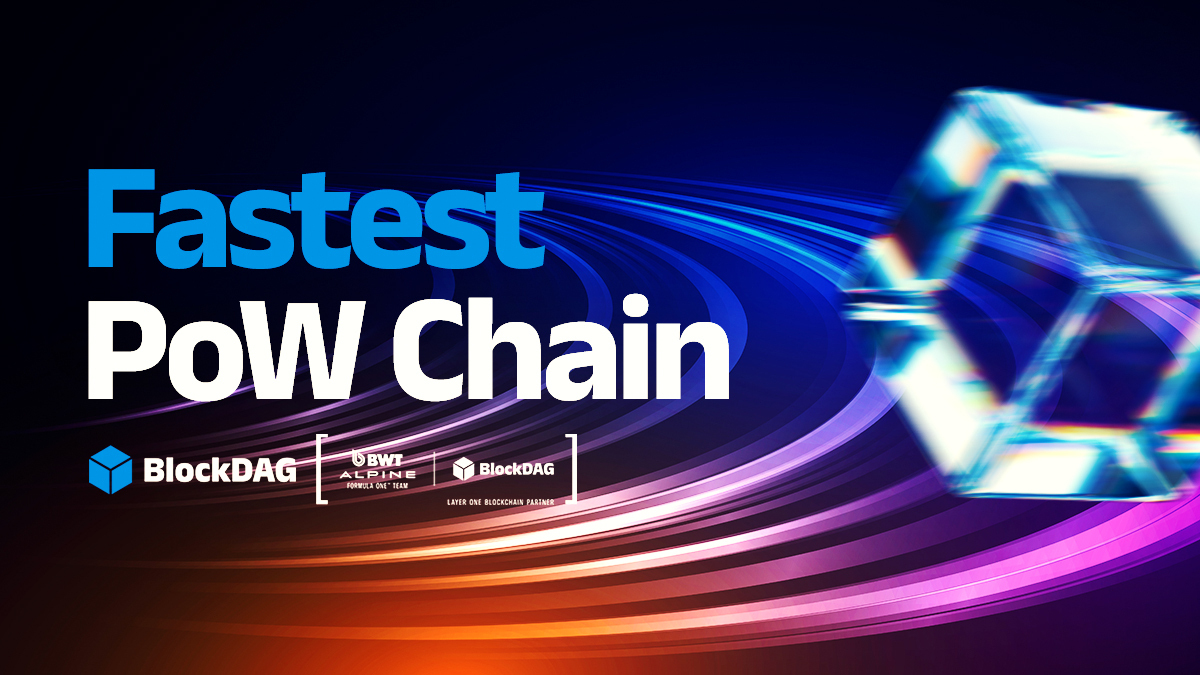 Fastest
PoW Chain
BlockDAG
BWT
ALPINE
FORMULA ONE™ TEAM
BlockDAG
LAYER ONE BLOCKCHAIN PARTNER